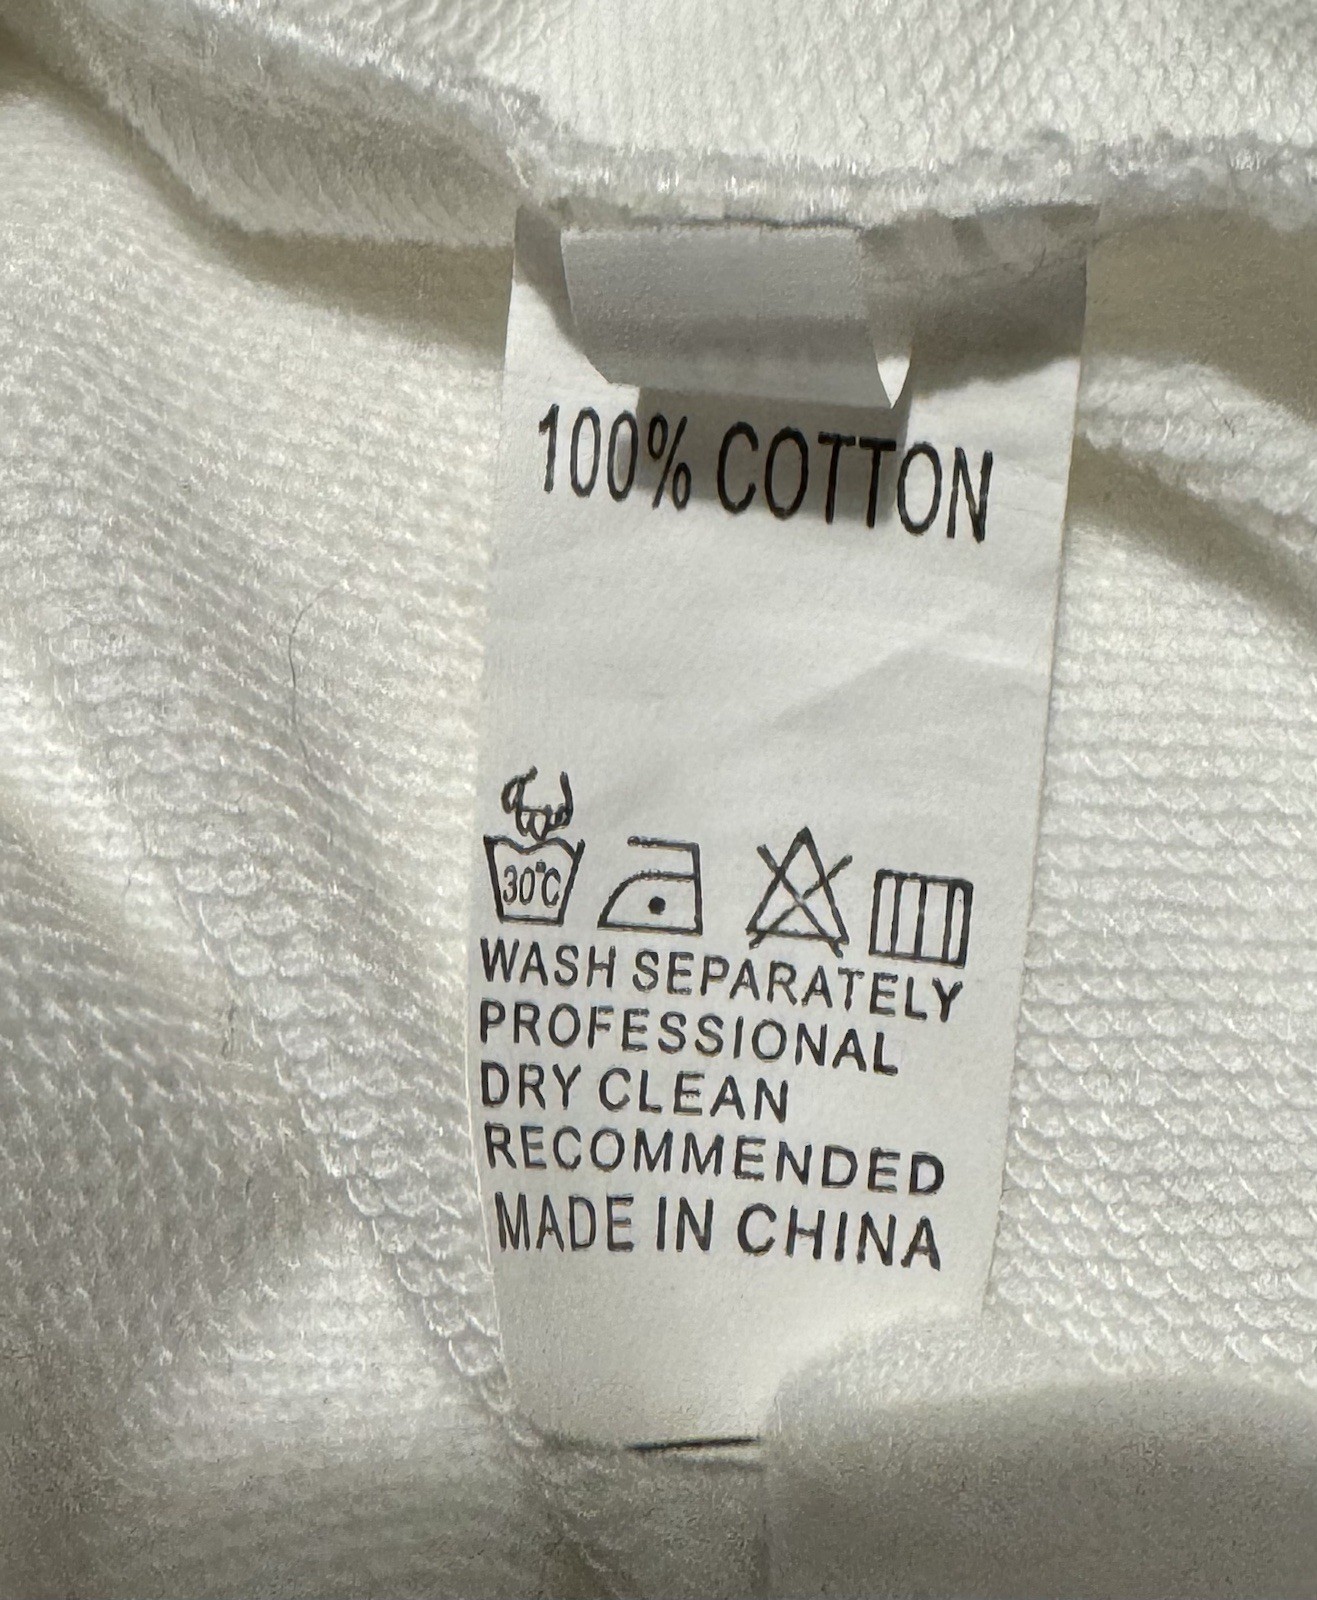 100% COTTON
30°C
WASH SEPARATELY
PROFESSIONAL
DRY CLEAN
RECOMMENDED
MADE IN CHINA